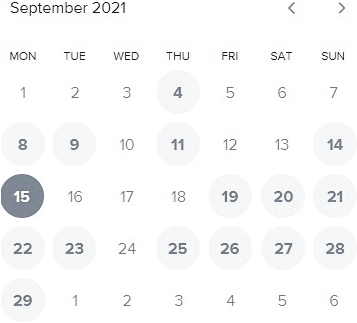 September 2021
MON TUE WED THU FRI SAT SUN
1 2 3 4 5 6 7
8 9 10 11 12 13 14
15 16 17 18 19 20 21
22 23 24 25 26 27 28
29 1 2 3 4 5 6